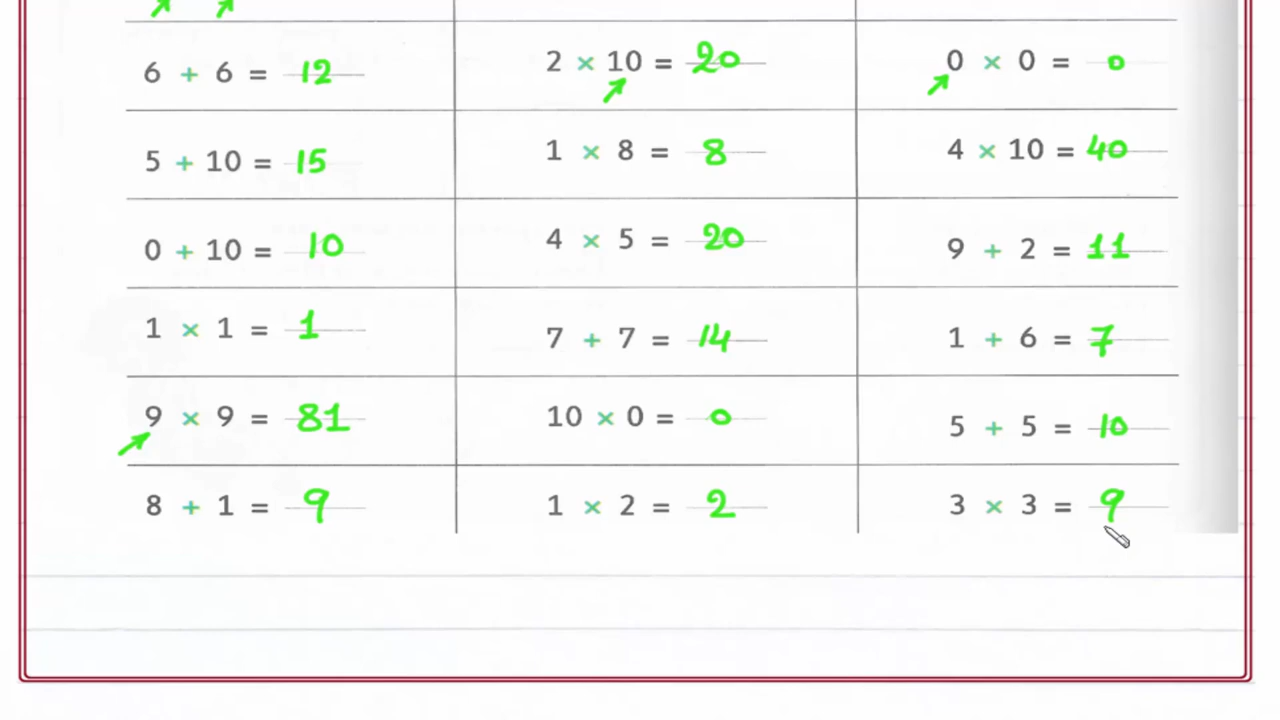 6 + 6 = 12
2 × 10 = 20
0 × 0 = 0
5 + 10 = 15
1 × 8 = 8
4 × 10 = 40
0 + 10 = 10
4 × 5 = 20
9 + 2 = 11
1 × 1 = 1
7 + 7 = 14
1 + 6 = 7
9 × 9 = 81
10 × 0 = 0
5 + 5 = 10
8 + 1 = 9
1 × 2 = 2
3 × 3 = 9